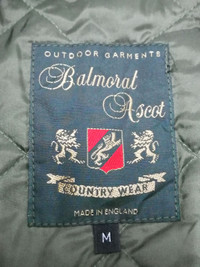 OUTDOOR GARMENTS
Balmoral
Ascot
COUNTRY WEAR
MADE IN ENGLAND
M